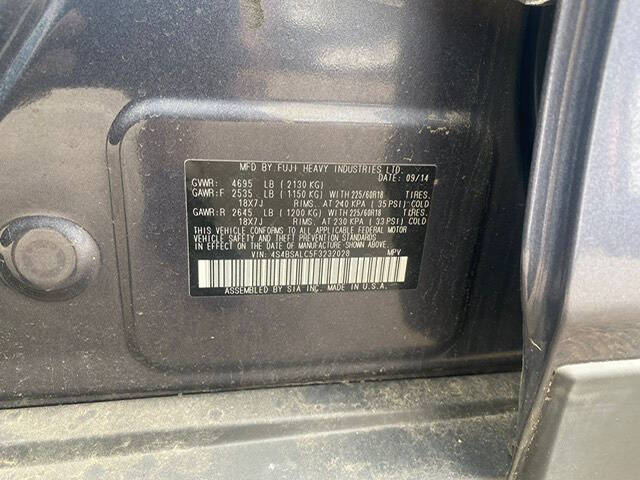 MFD BY FUJI HEAVY INDUSTRIES LTD.
DATE: 09/14
GVWR: 4695 LB (2130 KG)
GAWR:F 2535 LB (1150 KG) WITH 225/60R18 TIRES.
18X7J RIMS. AT 240 KPA (35 PSI) COLD
GAWR:R 2645 LB (1200 KG) WITH 225/60R18 TIRES.
18X7J RIMS. AT 230 KPA (33 PSI) COLD
THIS VEHICLE CONFORMS TO ALL APPLICABLE FEDERAL MOTOR
VEHICLE SAFETY AND THEFT PREVENTION STANDARDS IN EFFECT
ON THE DATE OF MANUFACTURE SHOWN ABOVE.
VIN: 4S4BSALC5F3232028 MPV
ASSEMBLED BY SIA INC. MADE IN U.S.A.